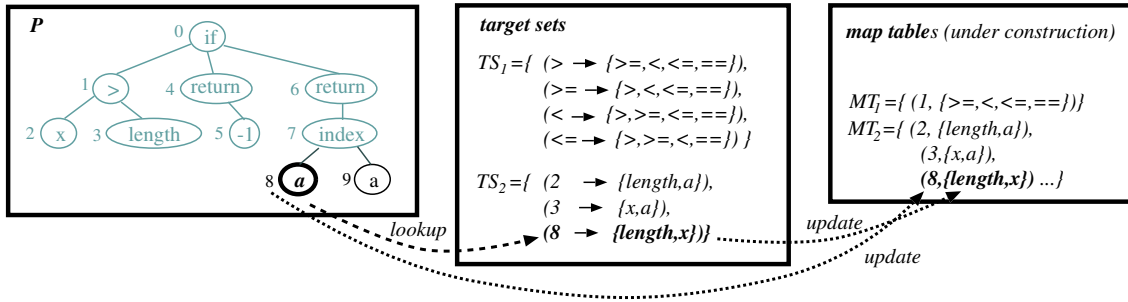 P
0 if
1 > 4 return 6 return
2 x 3 length 5 -1 7 index
8 a 9 a
lookup
target sets
TS1={ (> → {>=,<,<=,==}),
(>= → {>,<,<=,==}),
(< → {>,>=,<=,==}),
(<= → {>,>=,<,==}) }
TS2={ (2 → {length,a}),
(3 → {x,a}),
(8 → {length,x})}
map tables (under construction)
MT1={ (1, {>=,<,<=,==})}
MT2={ (2, {length,a}),
(3,{x,a}),
(8,{length,x}) ...}
update
update